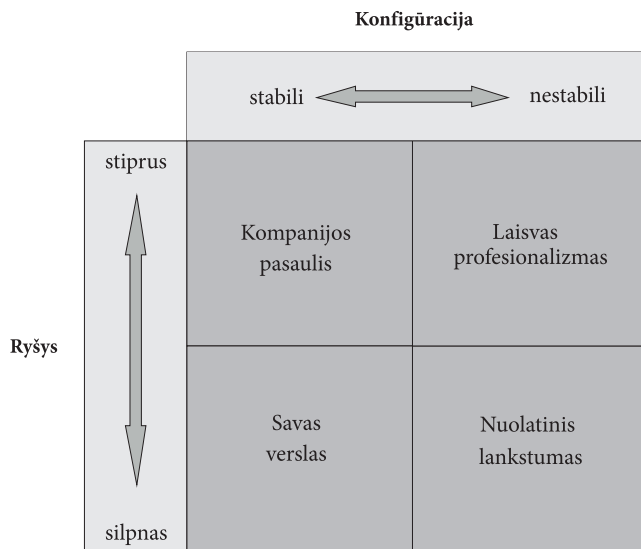 Konfigūracija
stabili
nestabili
stiprus
Kompanijos
pasaulis
Laisvas
profesionalizmas
Ryšys
Savas
verslas
Nuolatinis
lankstumas
silpnas